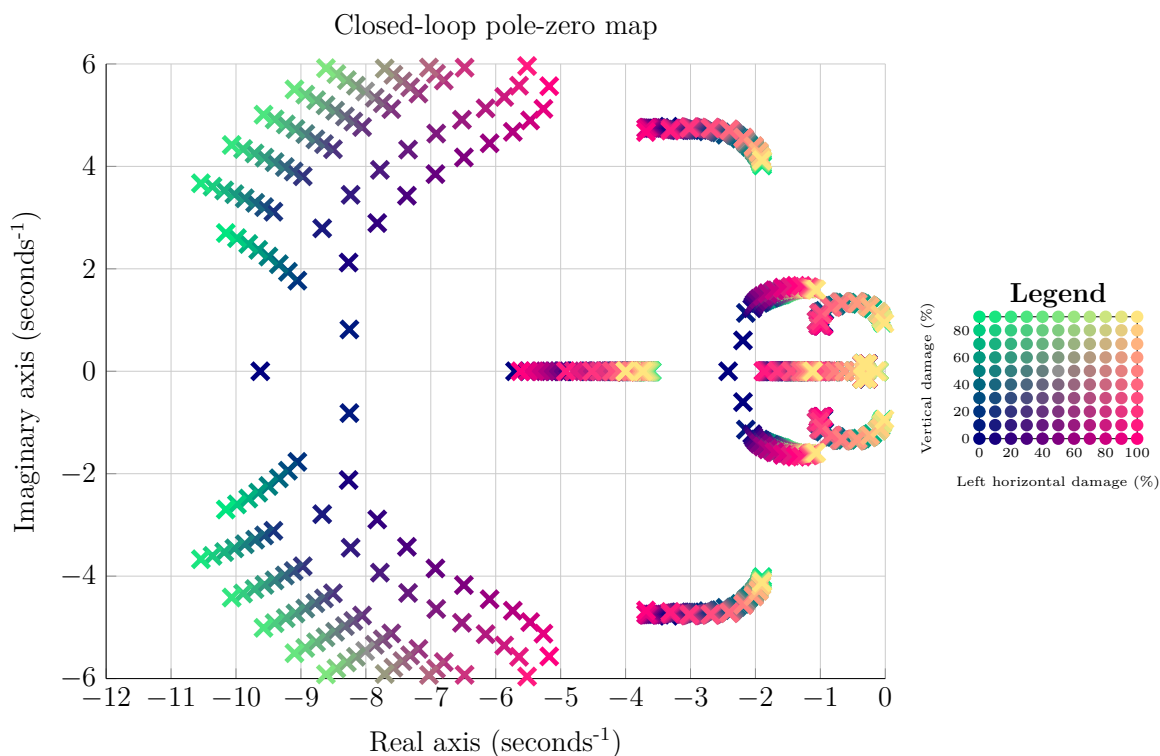 Closed-loop pole-zero map
6
4
2
0
−2
−4
−6
Imaginary axis (seconds⁻¹)
−12 −11 −10 −9 −8 −7 −6 −5 −4 −3 −2 −1 0
Real axis (seconds⁻¹)
Legend
Vertical damage (%)
80
60
40
20
0
0 20 40 60 80 100
Left horizontal damage (%)